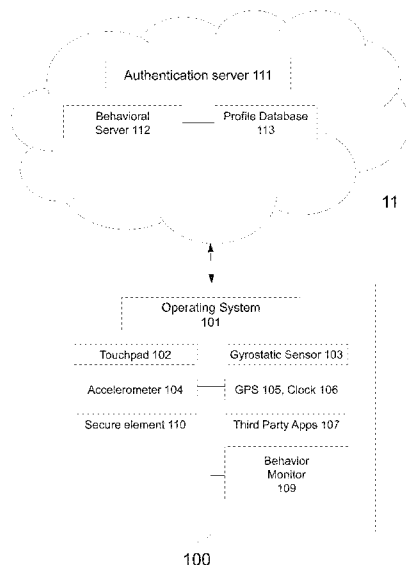 Authentication server 111
Behavioral Server 112
Profile Database 113
11
Operating System 101
Touchpad 102
Gyrostatic Sensor 103
Accelerometer 104
GPS 105, Clock 106
Secure element 110
Third Party Apps 107
Behavior Monitor 109
100